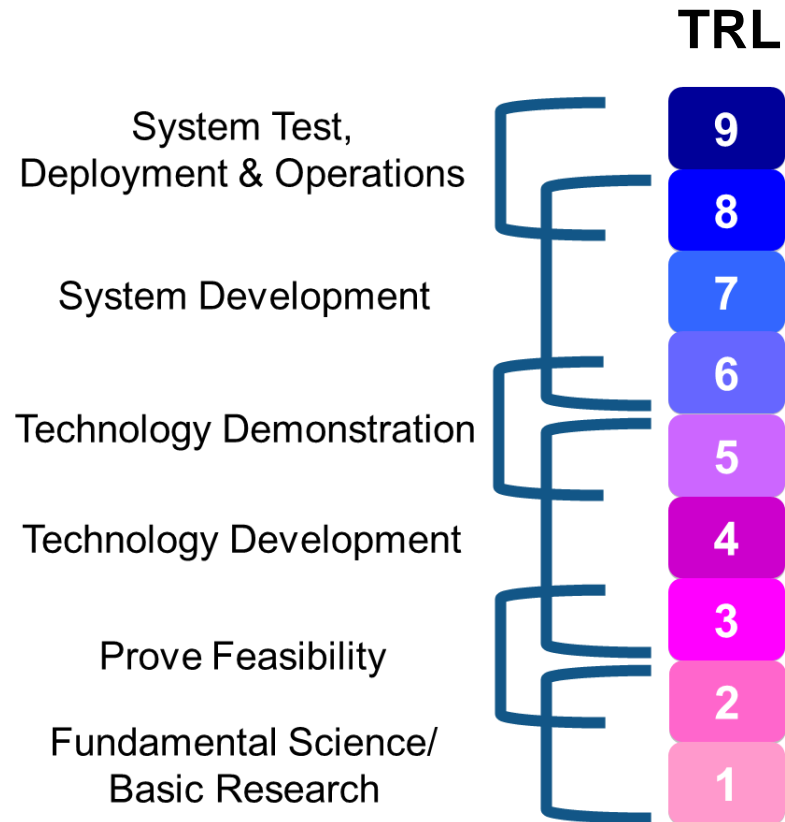 TRL
System Test,
Deployment & Operations
9
8
System Development
7
6
Technology Demonstration
5
Technology Development
4
3
Prove Feasibility
2
Fundamental Science/
Basic Research
1